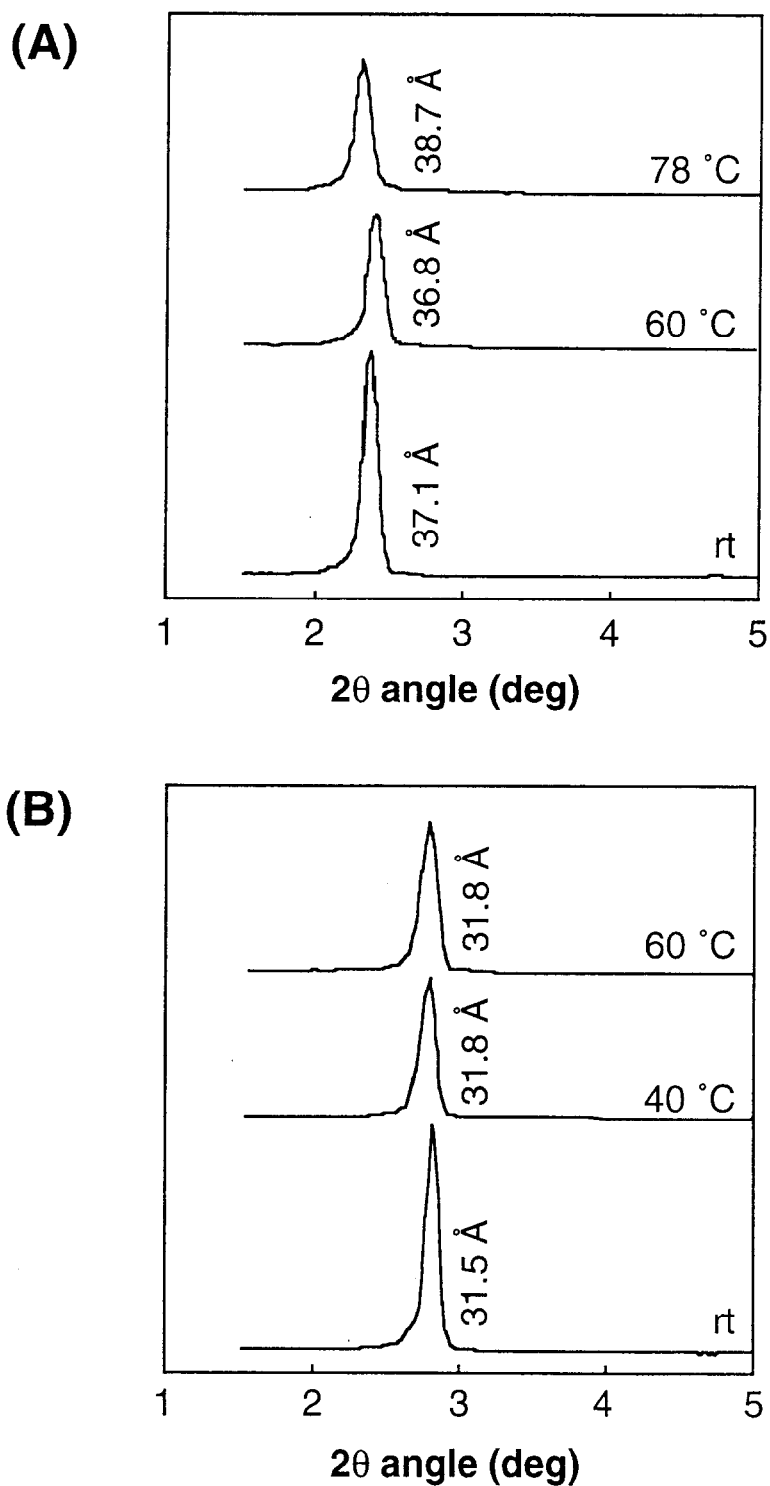 (A)
38.7 Å
78 °C
36.8 Å
60 °C
37.1 Å
rt
1 2 3 4 5
2θ angle (deg)
(B)
31.8 Å
60 °C
31.8 Å
40 °C
31.5 Å
rt
1 2 3 4 5
2θ angle (deg)